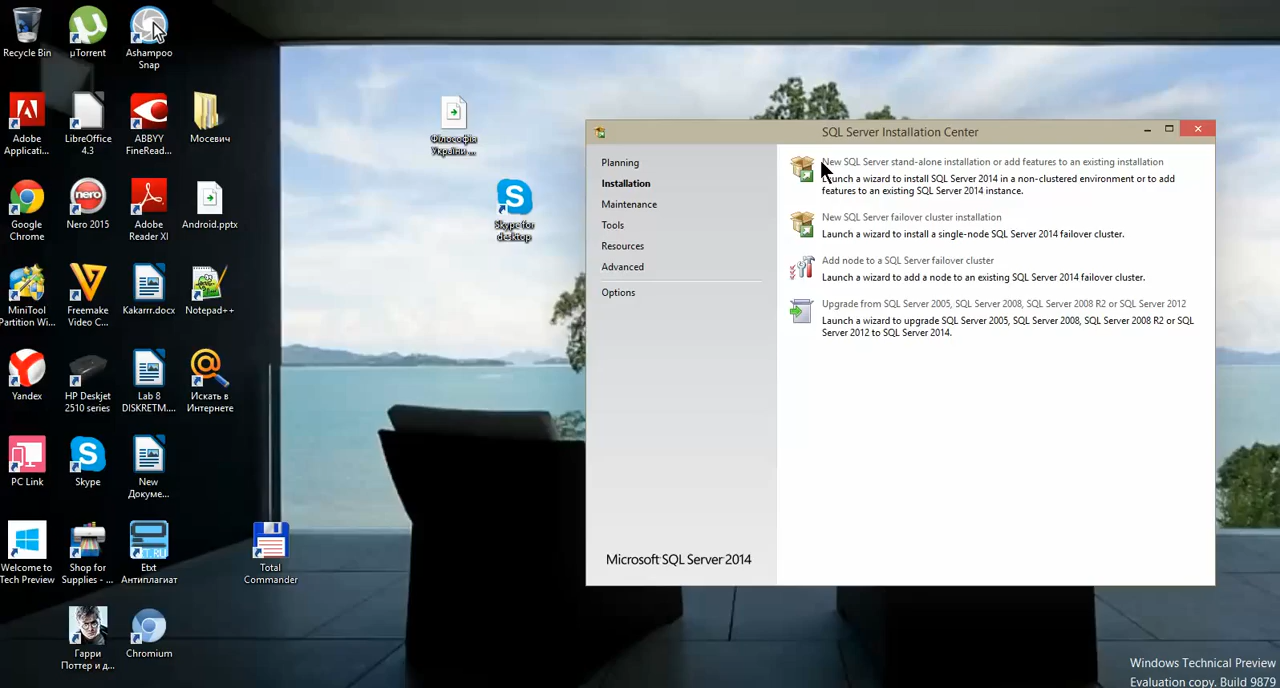 Recycle Bin
µTorrent
Ashampoo
Snap
Adobe
Applicati...
LibreOffice
4.3
ABBYY
FineRead...
Мосевич
Google
Chrome
Nero 2015
Adobe
Reader XI
Android.pptx
MiniTool
Partition Wi...
Freemake
Video C...
Kakarrr.docx
Notepad++
Yandex
HP Deskjet
2510 series
Lab 8
DISKRETM....
Искать в
Интернете
PC Link
Skype
New
Докуме...
Welcome to
Tech Preview
Shop for
Supplies - ...
Etxt
Антиплагиат
Total
Commander
Гарри
Поттер и д...
Chromium
Філософія
України ...
Skype for
desktop
SQL Server Installation Center
Planning
Installation
Maintenance
Tools
Resources
Advanced
Options
Microsoft SQL Server 2014
New SQL Server stand-alone installation or add features to an existing installation
Launch a wizard to install SQL Server 2014 in a non-clustered environment or to add
features to an existing SQL Server 2014 instance.
New SQL Server failover cluster installation
Launch a wizard to install a single-node SQL Server 2014 failover cluster.
Add node to a SQL Server failover cluster
Launch a wizard to add a node to an existing SQL Server 2014 failover cluster.
Upgrade from SQL Server 2005, SQL Server 2008, SQL Server 2008 R2 or SQL Server 2012
Launch a wizard to upgrade SQL Server 2005, SQL Server 2008, SQL Server 2008 R2 or SQL
Server 2012 to SQL Server 2014.
Windows Technical Preview
Evaluation copy. Build 9879